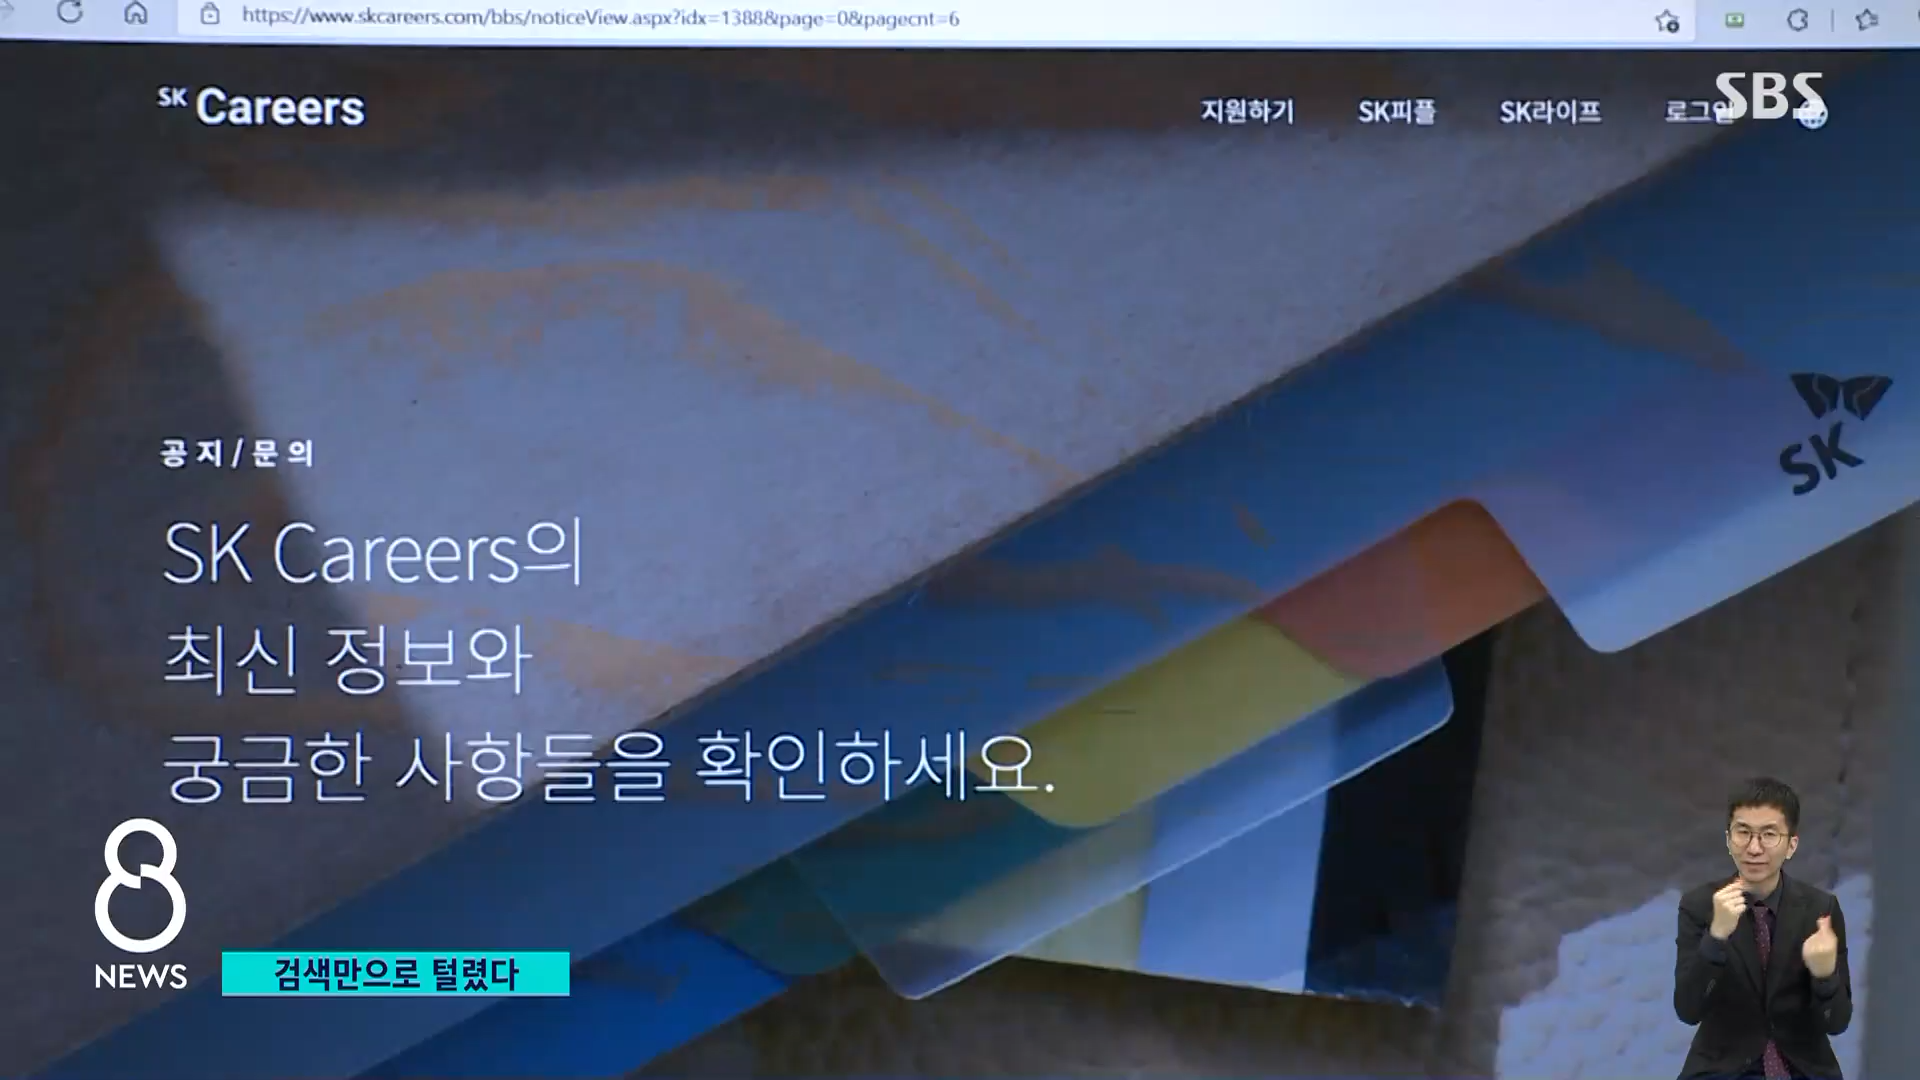 https://www.skcareers.com/bbs/noticeView.aspx?idx=1388&page=0&pagecnt=6
SK Careers
지원하기 SK피플 SK라이프 로그인
SBS
SK
공지/문의
SK Careers의
최신 정보와
궁금한 사항들을 확인하세요.
8
NEWS
검색만으로 털렸다